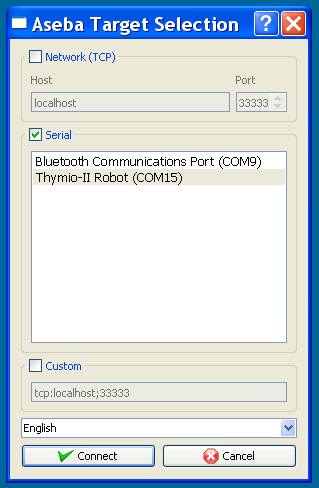 Aseba Target Selection
Network (TCP)
Host Port
localhost 33333
Serial
Bluetooth Communications Port (COM9)
Thymio-II Robot (COM15)
Custom
tcp:localhost;33333
English
Connect Cancel